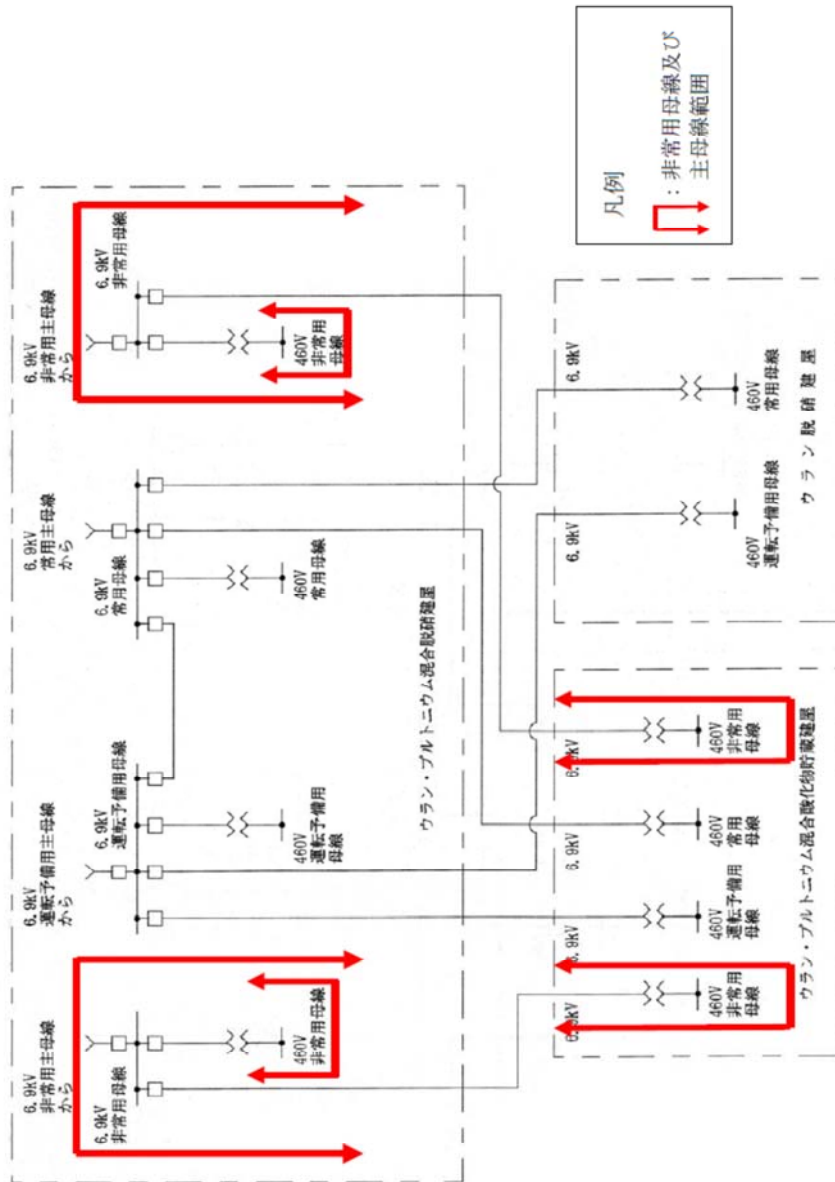 6.9kV
非常用主母線
から
6.9kV
非常用母線
460V
非常用母線
6.9kV
運転予備用主母線
から
6.9kV
運転予備用母線
460V
運転予備用
母線
6.9kV
常用主母線
から
6.9kV
常用母線
460V
常用母線
6.9kV
非常用主母線
から
6.9kV
非常用母線
460V
非常用
母線
ウラン・プルトニウム混合脱硝建屋
6.9kV
460V
非常用
母線
6.9kV
460V
運転予備用
母線
6.9kV
460V
常用母線
6.9kV
460V
非常用
母線
ウラン・プルトニウム混合酸化物貯蔵建屋
6.9kV
460V
運転予備用母線
6.9kV
460V
常用母線
ウラン脱硝建屋
凡例
:非常用母線及び
主母線範囲